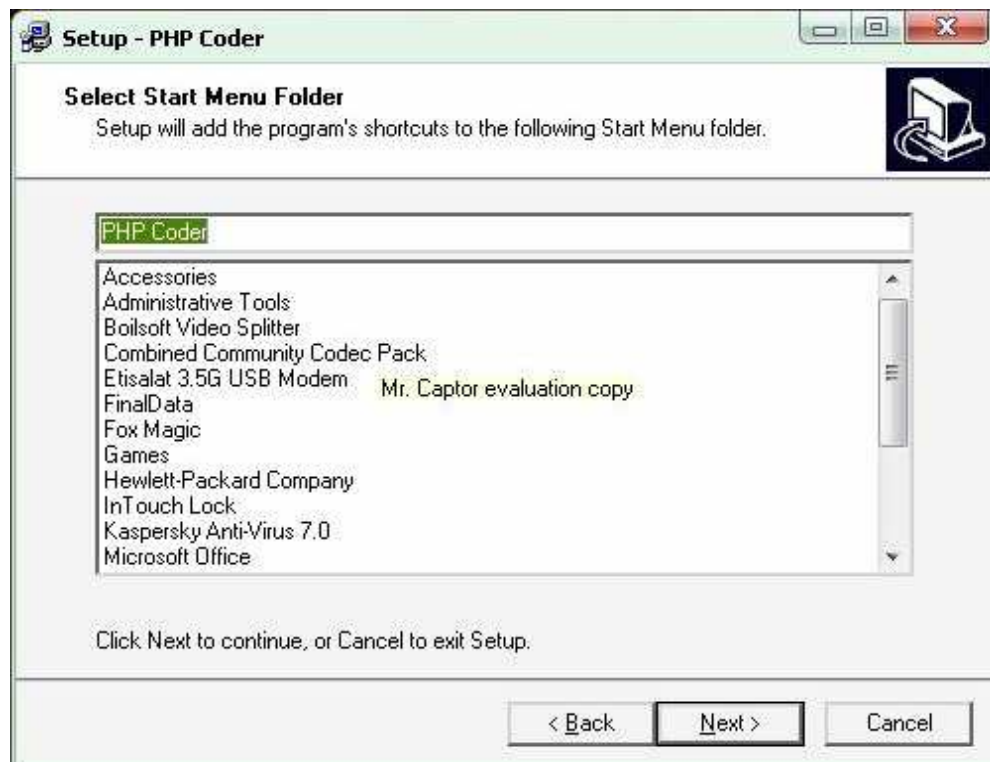 Setup - PHP Coder
Select Start Menu Folder
Setup will add the program's shortcuts to the following Start Menu folder.
PHP Coder
Accessories
Administrative Tools
Boilsoft Video Splitter
Combined Community Codec Pack
Etisalat 3.5G USB Modem
Mr. Captor evaluation copy
FinalData
Fox Magic
Games
Hewlett-Packard Company
InTouch Lock
Kaspersky Anti-Virus 7.0
Microsoft Office
Click Next to continue, or Cancel to exit Setup.
< Back Next > Cancel